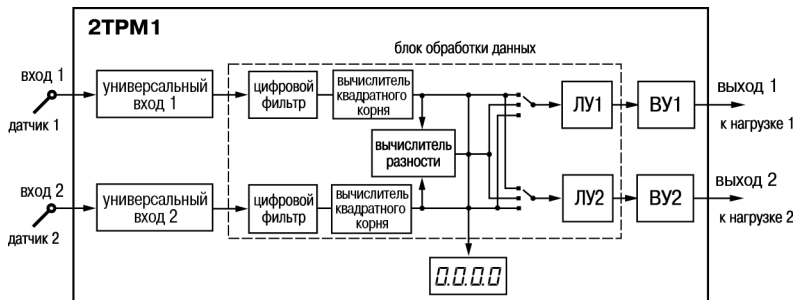 2ТРМ1
блок обработки данных
вход 1
датчик 1
универсальный
вход 1
цифровой
фильтр
вычислитель
квадратного
корня
ЛУ1
ВУ1
выход 1
к нагрузке 1
вычислитель
разности
вход 2
датчик 2
универсальный
вход 2
цифровой
фильтр
вычислитель
квадратного
корня
ЛУ2
ВУ2
выход 2
к нагрузке 2
0.0.0.0